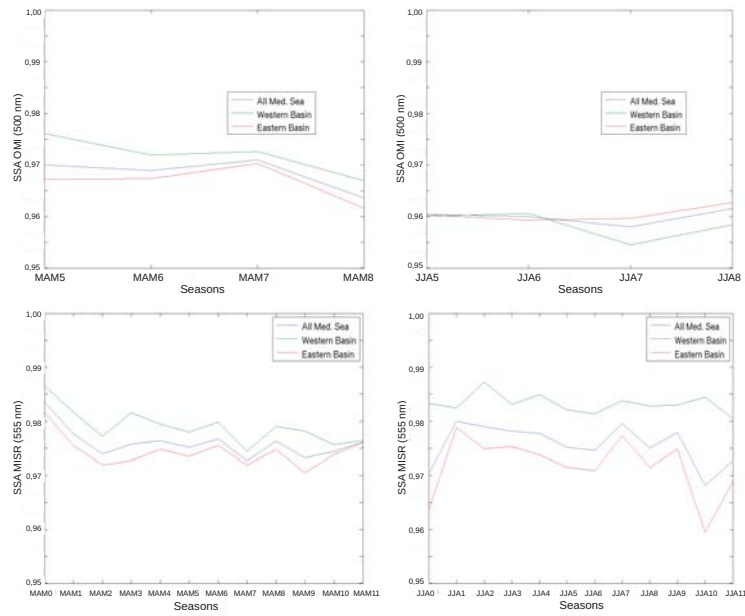 1,00
0,99
0,98
0,97
0,96
0,95
SSA OMI (500 nm)
All Med. Sea
Western Basin
Eastern Basin
MAM5 MAM6 MAM7 MAM8
Seasons
1,00
0,99
0,98
0,97
0,96
0,95
SSA OMI (500 nm)
All Med. Sea
Western Basin
Eastern Basin
JJA5 JJA6 JJA7 JJA8
Seasons
1,00
0,99
0,98
0,97
0,96
0,95
SSA MISR (555 nm)
All Med. Sea
Western Basin
Eastern Basin
MAM0 MAM1 MAM2 MAM3 MAM4 MAM5 MAM6 MAM7 MAM8 MAM9 MAM10 MAM11
Seasons
1,00
0,99
0,98
0,97
0,96
0,95
SSA MISR (555 nm)
All Med. Sea
Western Basin
Eastern Basin
JJA0 JJA1 JJA2 JJA3 JJA4 JJA5 JJA6 JJA7 JJA8 JJA9 JJA10 JJA11
Seasons